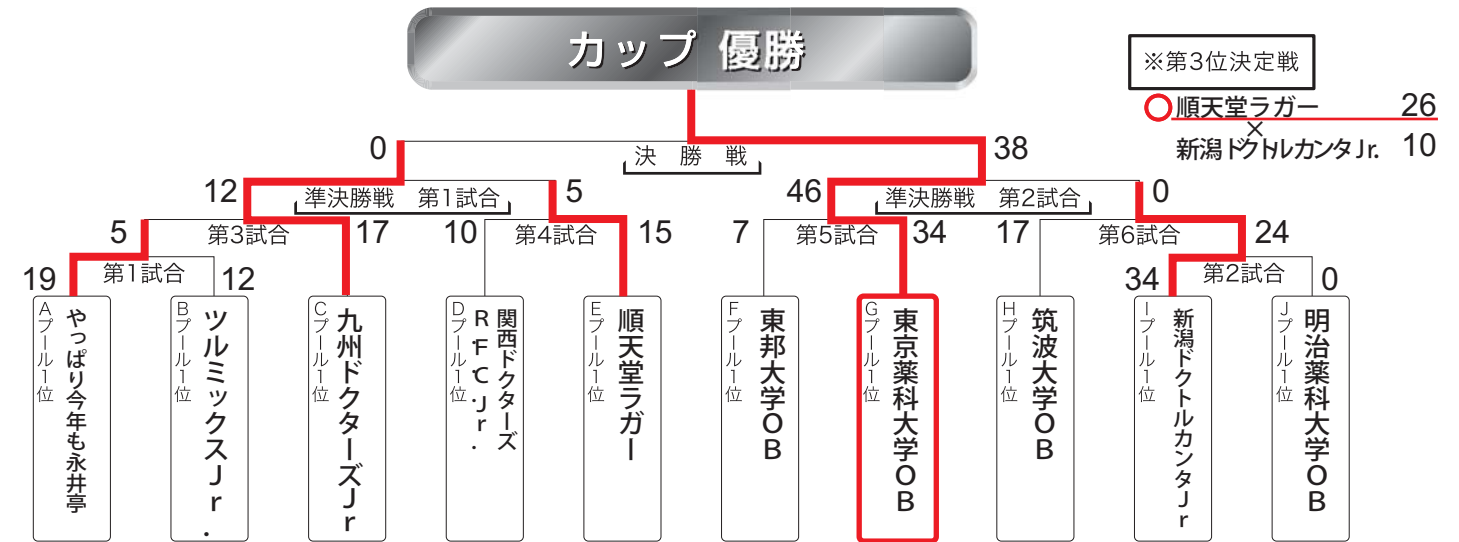 カップ 優勝
※第3位決定戦
順天堂ラガー 26
×
新潟ドクトルカンタJr. 10
0 決勝戦 38
12 準決勝戦 第1試合 5 46 準決勝戦 第2試合 0
5 第3試合 17 10 第4試合 15 7 第5試合 34 17 第6試合 24
19 第1試合 12 34 第2試合 0
Aプール1位
やっぱり今年も永井亭
Bプール1位
ツルミックスJr.
Cプール1位
九州ドクターズJr
Dプール1位
関西ドクターズ
R.F.C.Jr.
Eプール1位
順天堂ラガー
Fプール1位
東邦大学OB
Gプール1位
東京薬科大学OB
Hプール1位
筑波大学OB
Iプール1位
新潟ドクトルカンタJr
Jプール1位
明治薬科大学OB